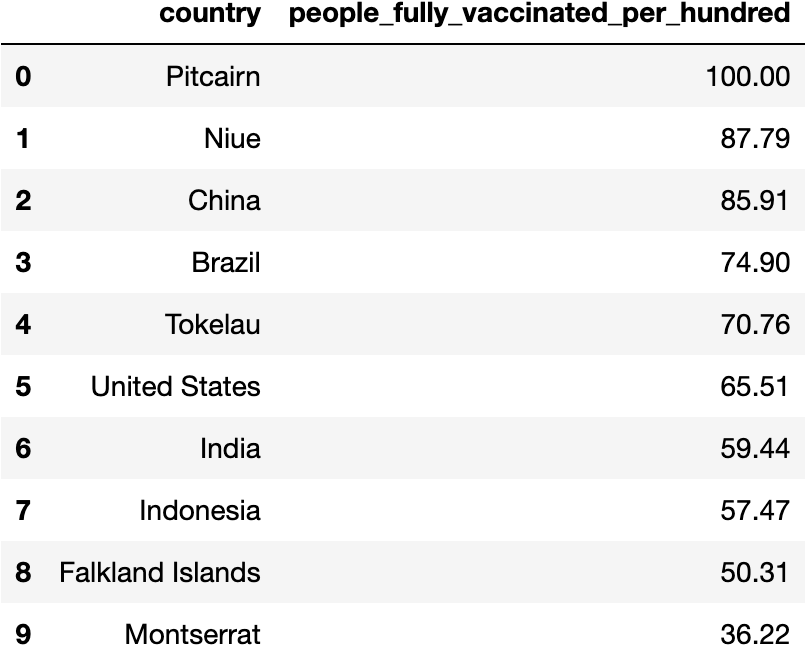 country people_fully_vaccinated_per_hundred
0 Pitcairn 100.00
1 Niue 87.79
2 China 85.91
3 Brazil 74.90
4 Tokelau 70.76
5 United States 65.51
6 India 59.44
7 Indonesia 57.47
8 Falkland Islands 50.31
9 Montserrat 36.22